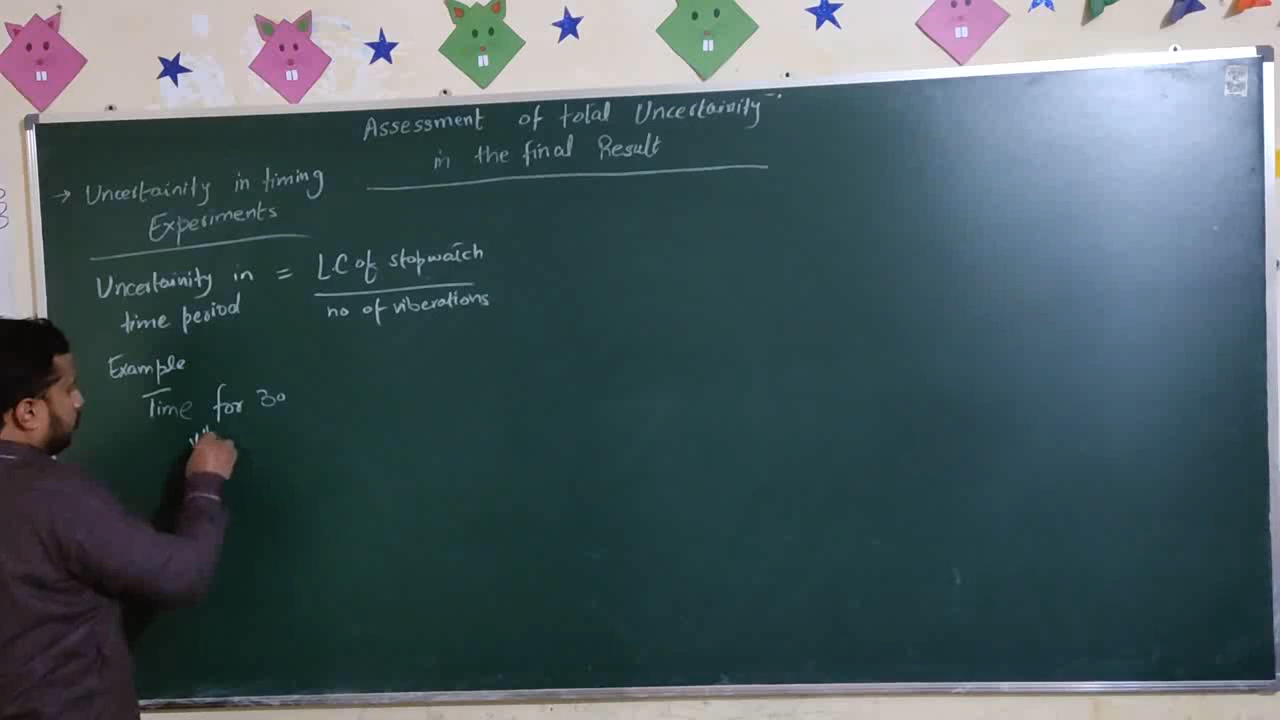 Assessment of total Uncertainity
in the final Result
→ Uncertainity in timing
Experiments
Uncertainity in = LC of stopwatch
time period no of viberations
Example
Time for 30